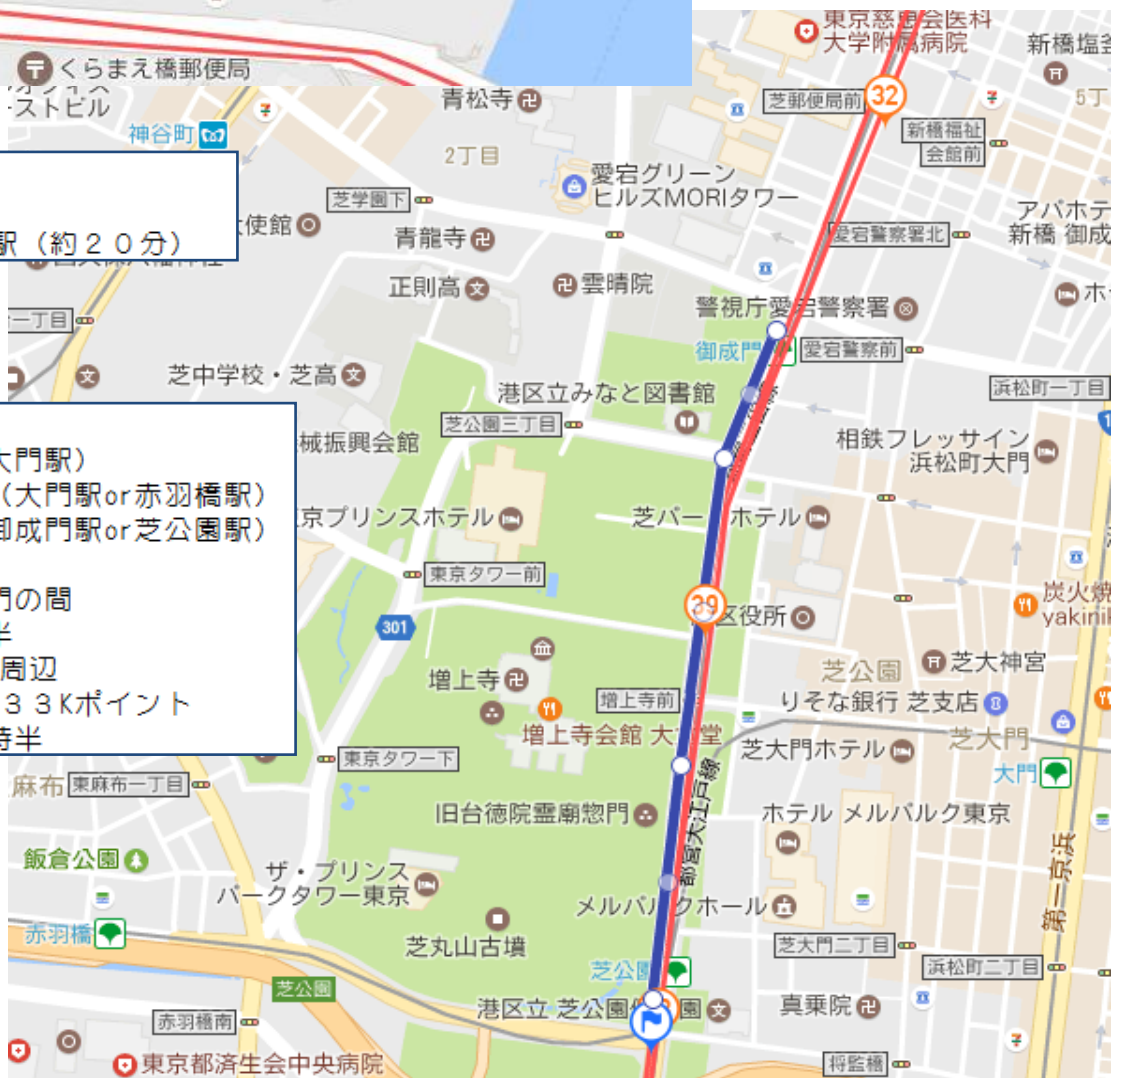 くらまえ橋郵便局
ーストビル
神谷町
青松寺
東京慈恵会医科
大学附属病院
新橋塩釜
芝郵便局前
32
5丁
新橋福祉
会館前
2丁目
愛宕グリーン
ヒルズMORIタワー
芝学園下
駅（約２０分）
使館
青龍寺
愛宕警察署北
アパホテ
新橋 御成
正則高
雲晴院
ホ
一丁目
警視庁愛宕警察署
御成門
愛宕警察前
芝中学校・芝高
港区立みなと図書館
浜松町一丁目
芝公園三丁目
械振興会館
相鉄フレッサイン
浜松町大門
大門駅）
（大門駅or赤羽橋駅）
御成門駅or芝公園駅）
門の間
半
周辺
３３Kポイント
時半
京プリンスホテル
芝パー
ホテル
東京タワー前
301
39
区役所
炭火焼
yakinik
芝公園
芝大神宮
増上寺
増上寺前
りそな銀行 芝支店
増上寺会館 大
堂
芝大門ホテル
芝大門
大門
東京タワー下
麻布
東麻布一丁目
都営大江戸線
旧台徳院霊廟惣門
ホテル メルパルク東京
飯倉公園
ザ・プリンス
パークタワー東京
メルパルクホール
第一京浜
赤羽橋
芝丸山古墳
芝大門二丁目
浜松町二丁目
芝公園
芝公園
港区立 芝公園
園
真乗院
赤羽橋南
東京都済生会中央病院
将監橋